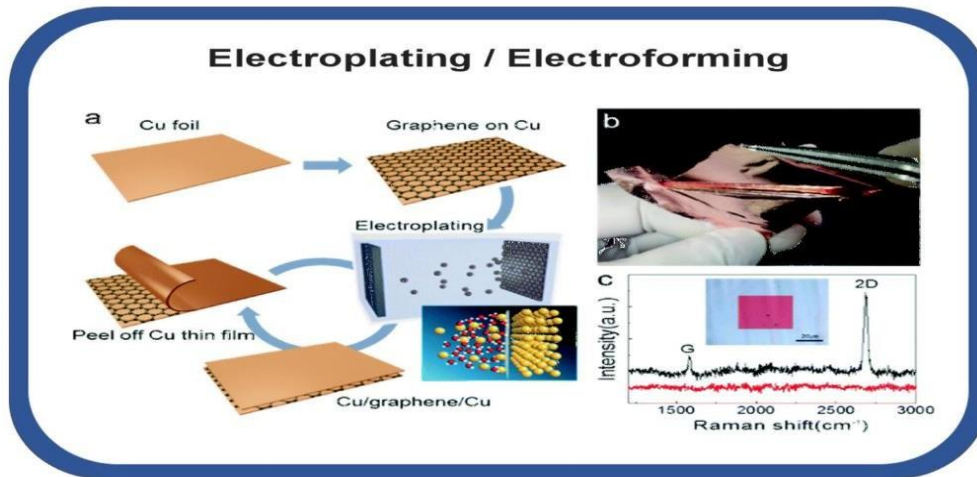 Electroplating / Electroforming
a
Cu foil
Graphene on Cu
Electroplating
Peel off Cu thin film
Cu/graphene/Cu
b
c
2D
G
Intensity(a.u.)
1500 2000 2500 3000
Raman shift(cm⁻¹)